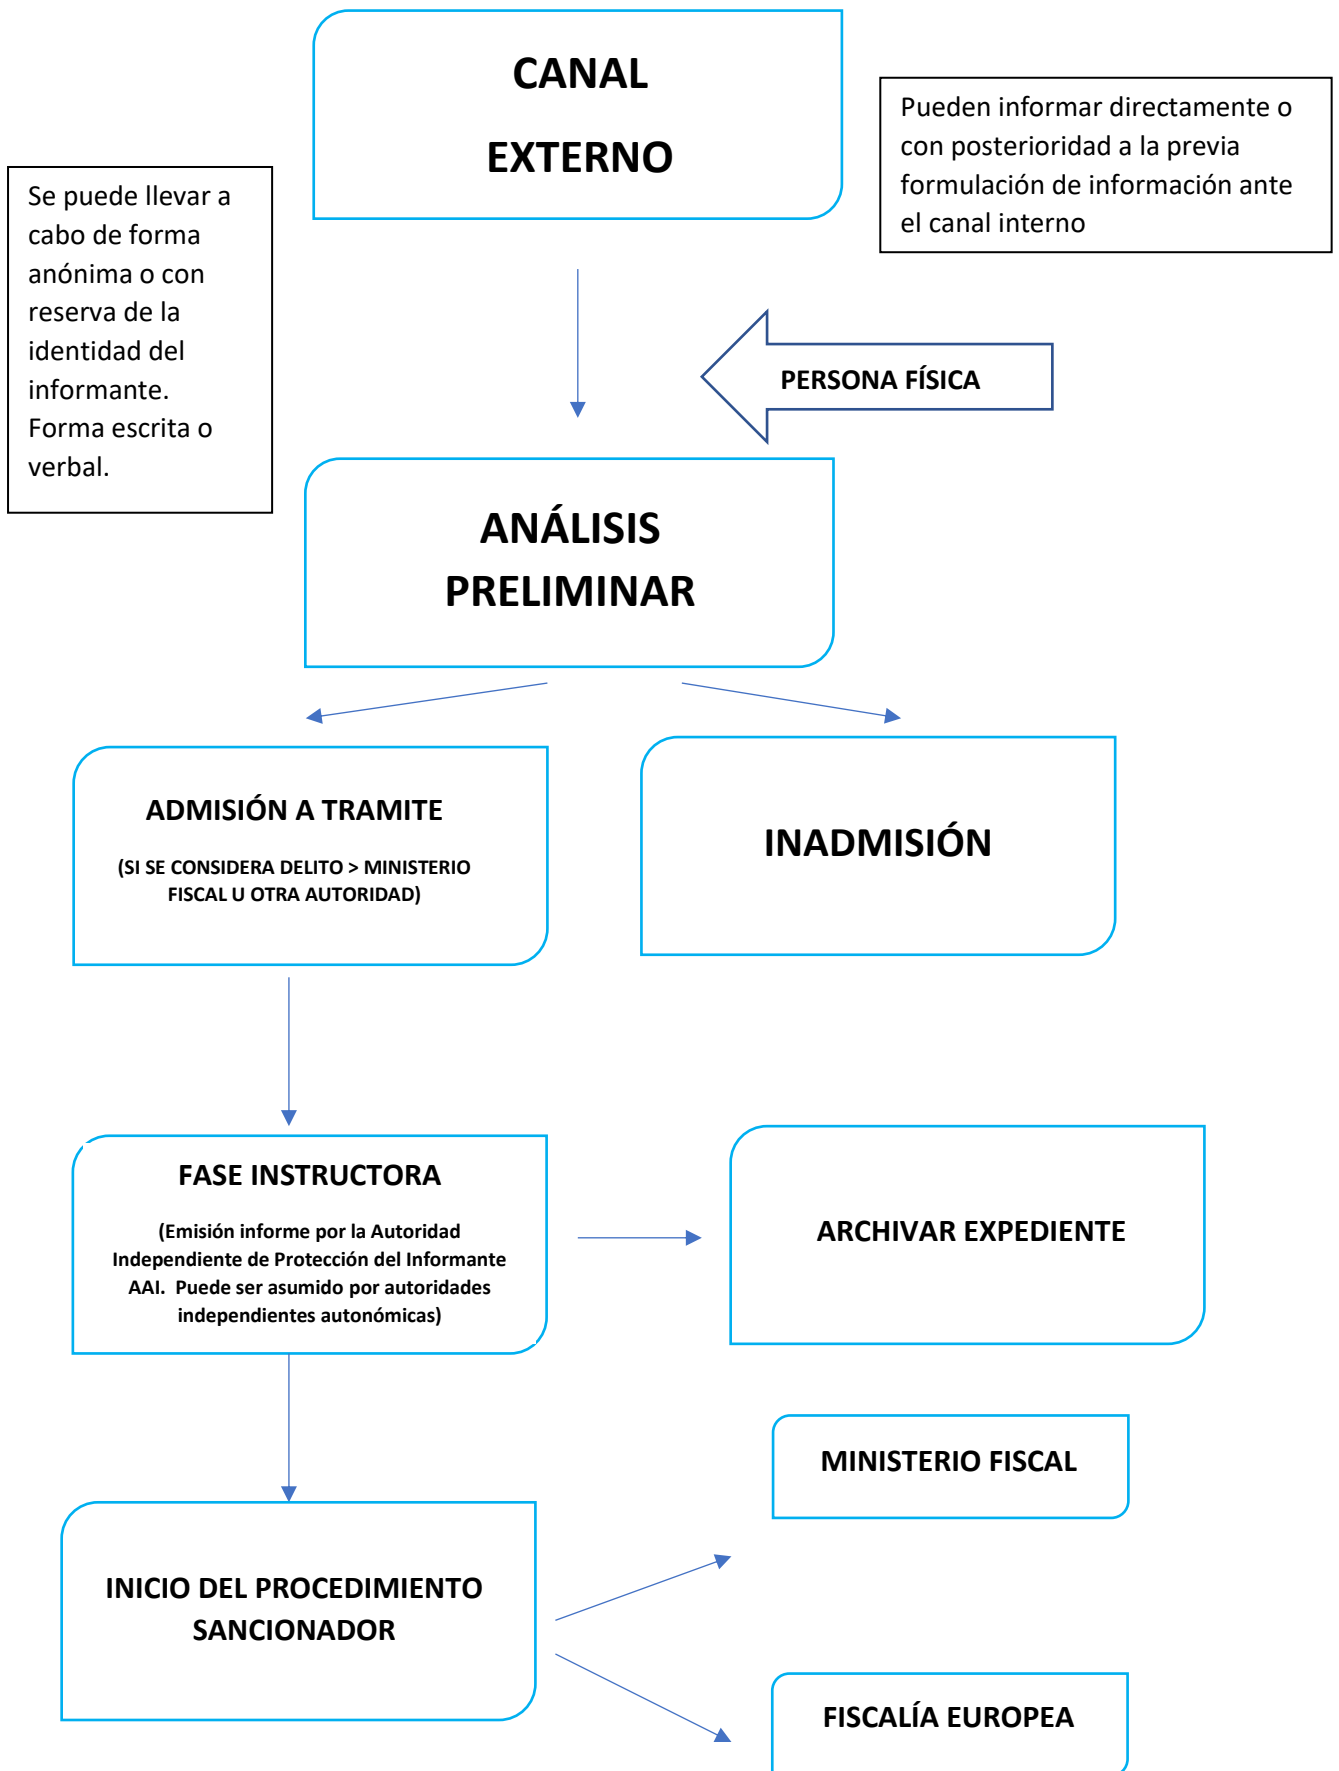 CANAL
EXTERNO
Pueden informar directamente o
con posterioridad a la previa
formulación de información ante
el canal interno
Se puede llevar a
cabo de forma
anónima o con
reserva de la
identidad del
informante.
Forma escrita o
verbal.
PERSONA FÍSICA
ANÁLISIS
PRELIMINAR
ADMISIÓN A TRAMITE
(SI SE CONSIDERA DELITO > MINISTERIO
FISCAL U OTRA AUTORIDAD)
INADMISIÓN
FASE INSTRUCTORA
(Emisión informe por la Autoridad
Independiente de Protección del Informante
AAI.  Puede ser asumido por autoridades
independientes autonómicas)
ARCHIVAR EXPEDIENTE
MINISTERIO FISCAL
INICIO DEL PROCEDIMIENTO
SANCIONADOR
FISCALÍA EUROPEA